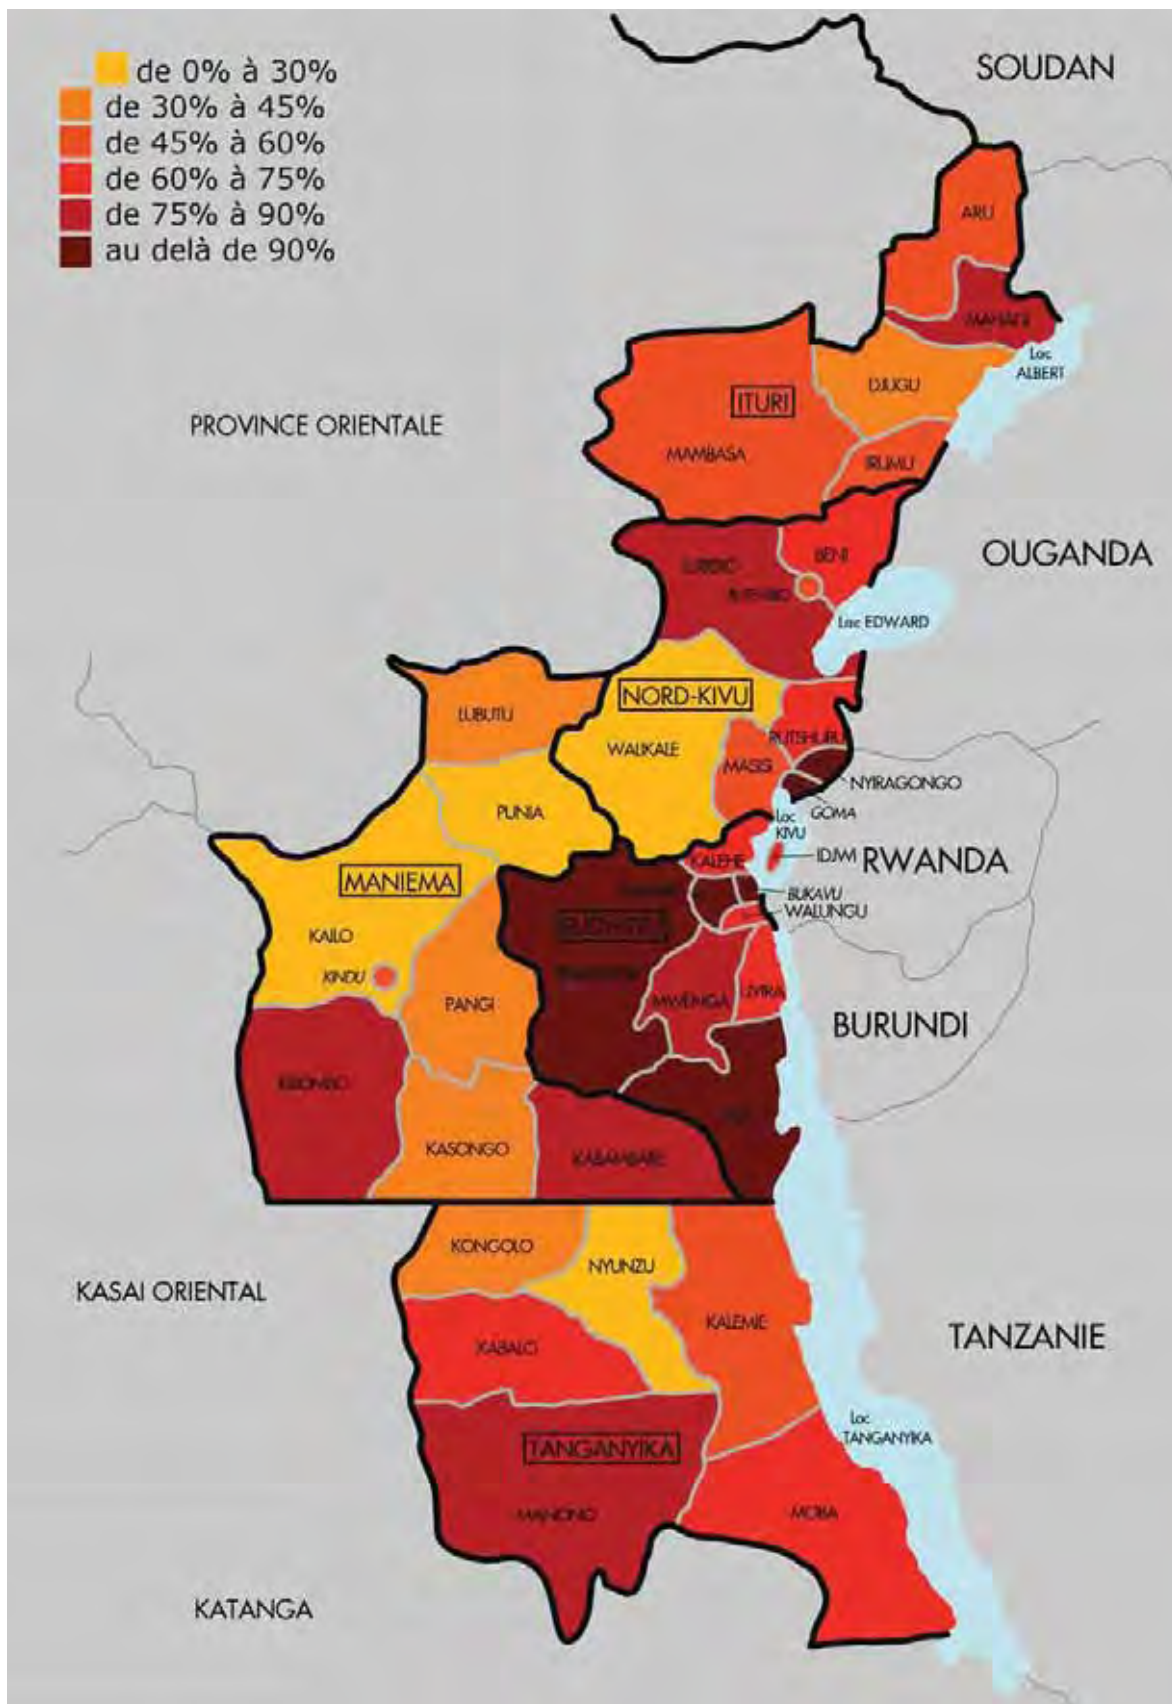 de 0% à 30%
de 30% à 45%
de 45% à 60%
de 60% à 75%
de 75% à 90%
au delà de 90%
SOUDAN
ARU
MAHAGI
Lac
ALBERT
DJUGU
ITURI
PROVINCE ORIENTALE
MAMBASA
IRUMU
OUGANDA
BENI
LUBERO
BUTEMBO
Lac EDWARD
NORD-KIVU
LUBUTU
WALIKALE
RUTSHURU
MASISI
NYIRAGONGO
GOMA
PUNIA
Lac
KIVU
KALEHE
IDJWI
RWANDA
MANIEMA
BUKAVU
WALUNGU
SUD-KIVU
KAILO
KINDU
PANGI
MWENGA
UVIRA
BURUNDI
KIBOMBO
KASONGO
KABAMBARE
KONGOLO
NYUNZU
KASAI ORIENTAL
KALEMIE
KABALO
TANZANIE
Lac
TANGANYIKA
TANGANYIKA
MANONO
MOBA
KATANGA